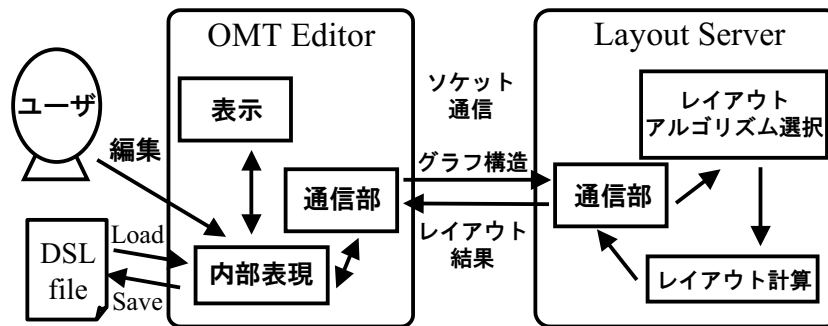 OMT Editor
Layout Server
ユーザ
表示
ソケット
通信
レイアウト
アルゴリズム選択
編集
グラフ構造
通信部
通信部
レイアウト
結果
DSL
file
Load
Save
内部表現
レイアウト計算